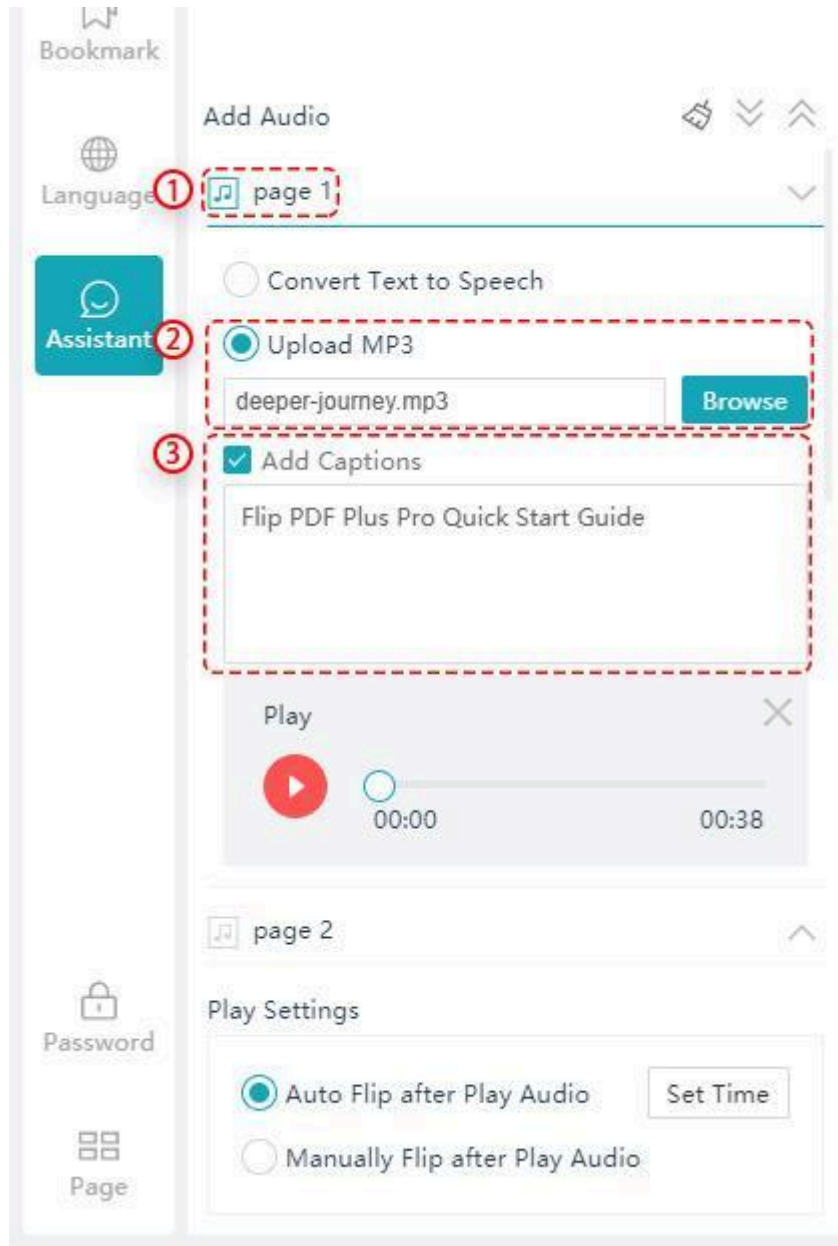 Bookmark
Language
Assistant
Password
Page
Add Audio
① page 1
Convert Text to Speech
② Upload MP3
deeper-journey.mp3 Browse
③ Add Captions
Flip PDF Plus Pro Quick Start Guide
Play
00:00 00:38
page 2
Play Settings
Auto Flip after Play Audio Set Time
Manually Flip after Play Audio